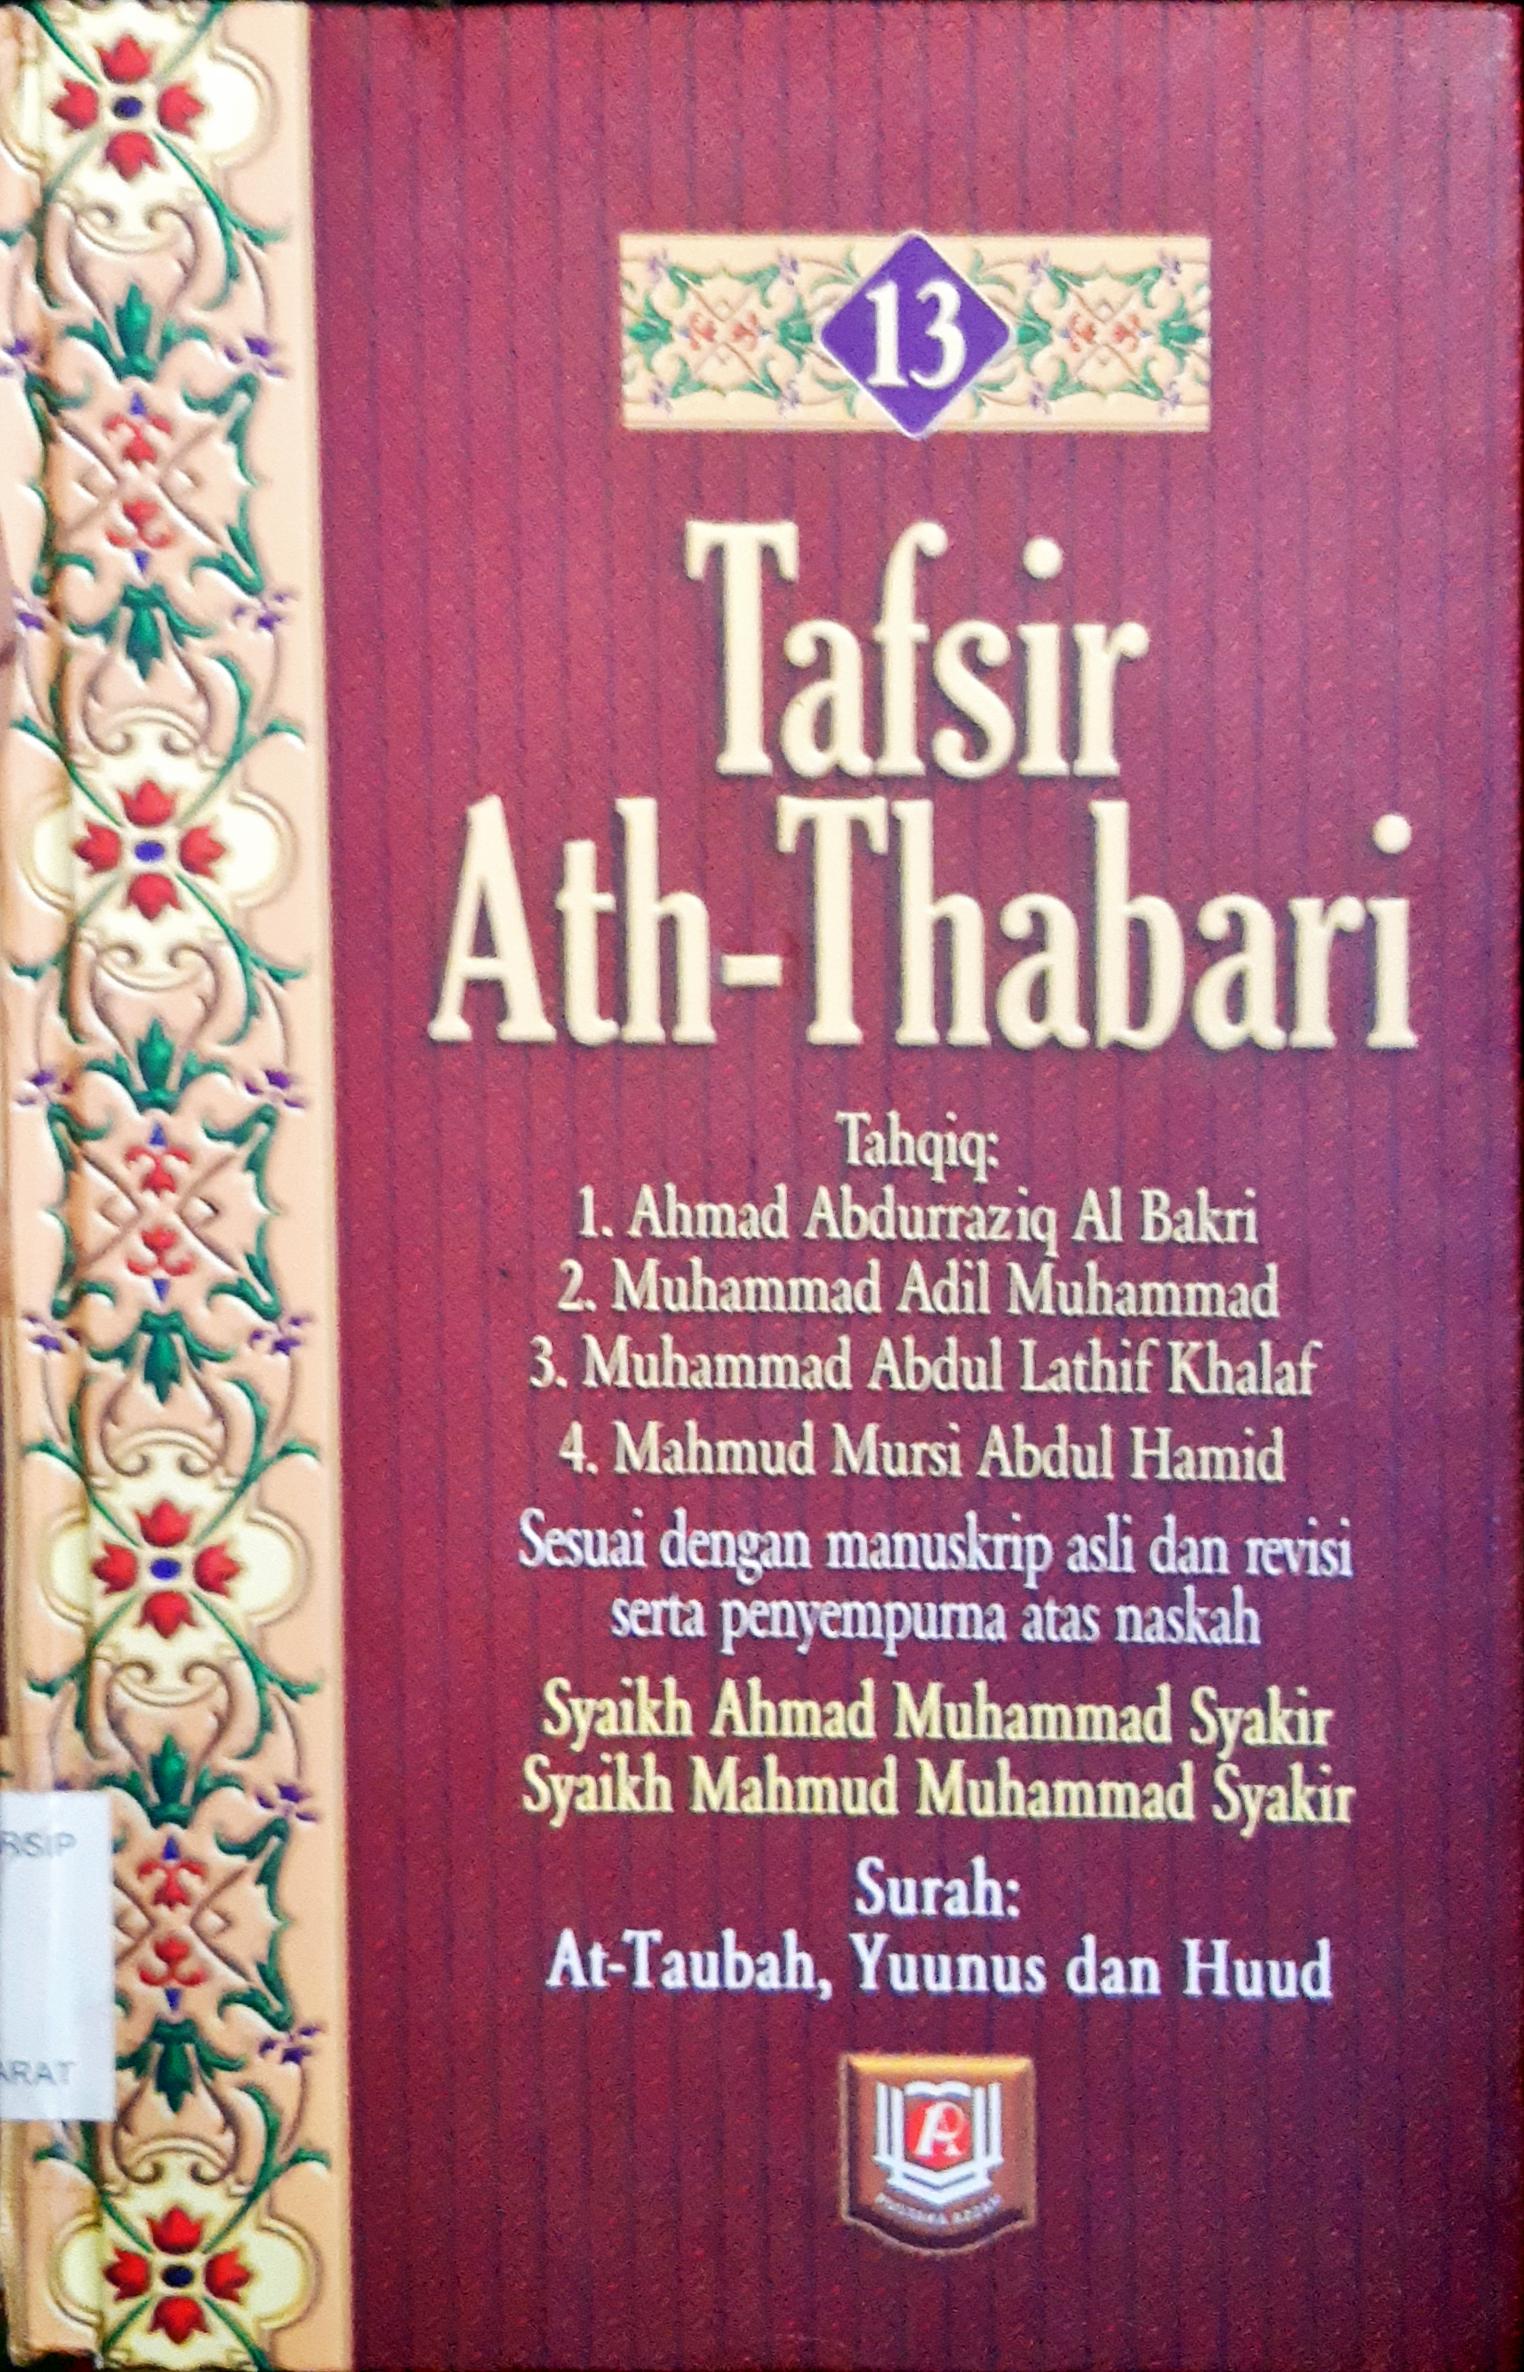 13
Tafsir
Ath-Thabari
Tahqiq:
1. Ahmad Abdurraziq Al Bakri
2. Muhammad Adil Muhammad
3. Muhammad Abdul Lathif Khalaf
4. Mahmud Mursi Abdul Hamid
Sesuai dengan manuskrip asli dan revisi
serta penyempurna atas naskah
Syaikh Ahmad Muhammad Syakir
Syaikh Mahmud Muhammad Syakir
Surah:
At-Taubah, Yuunus dan Huud
RSIP
ARAT